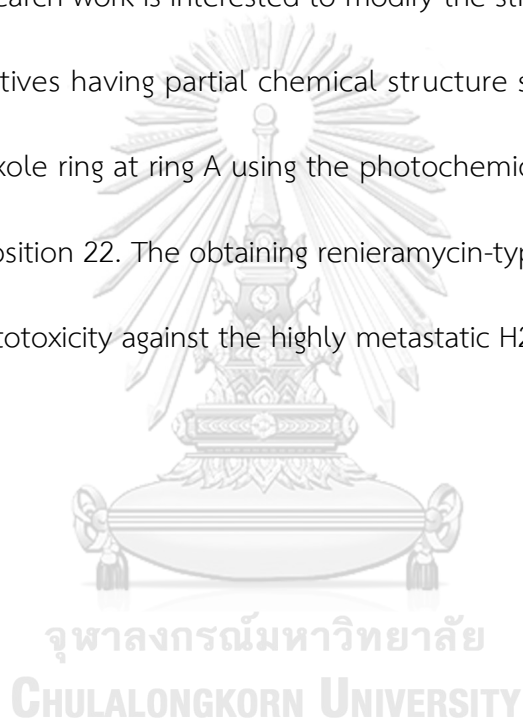 search work is interested to modify the st
tives having partial chemical structure s
xole ring at ring A using the photochemic
osition 22. The obtaining renieramycin-typ
totoxicity against the highly metastatic H2
จุฬาลงกรณ์มหาวิทยาลัย
CHULALONGKORN UNIVERSITY